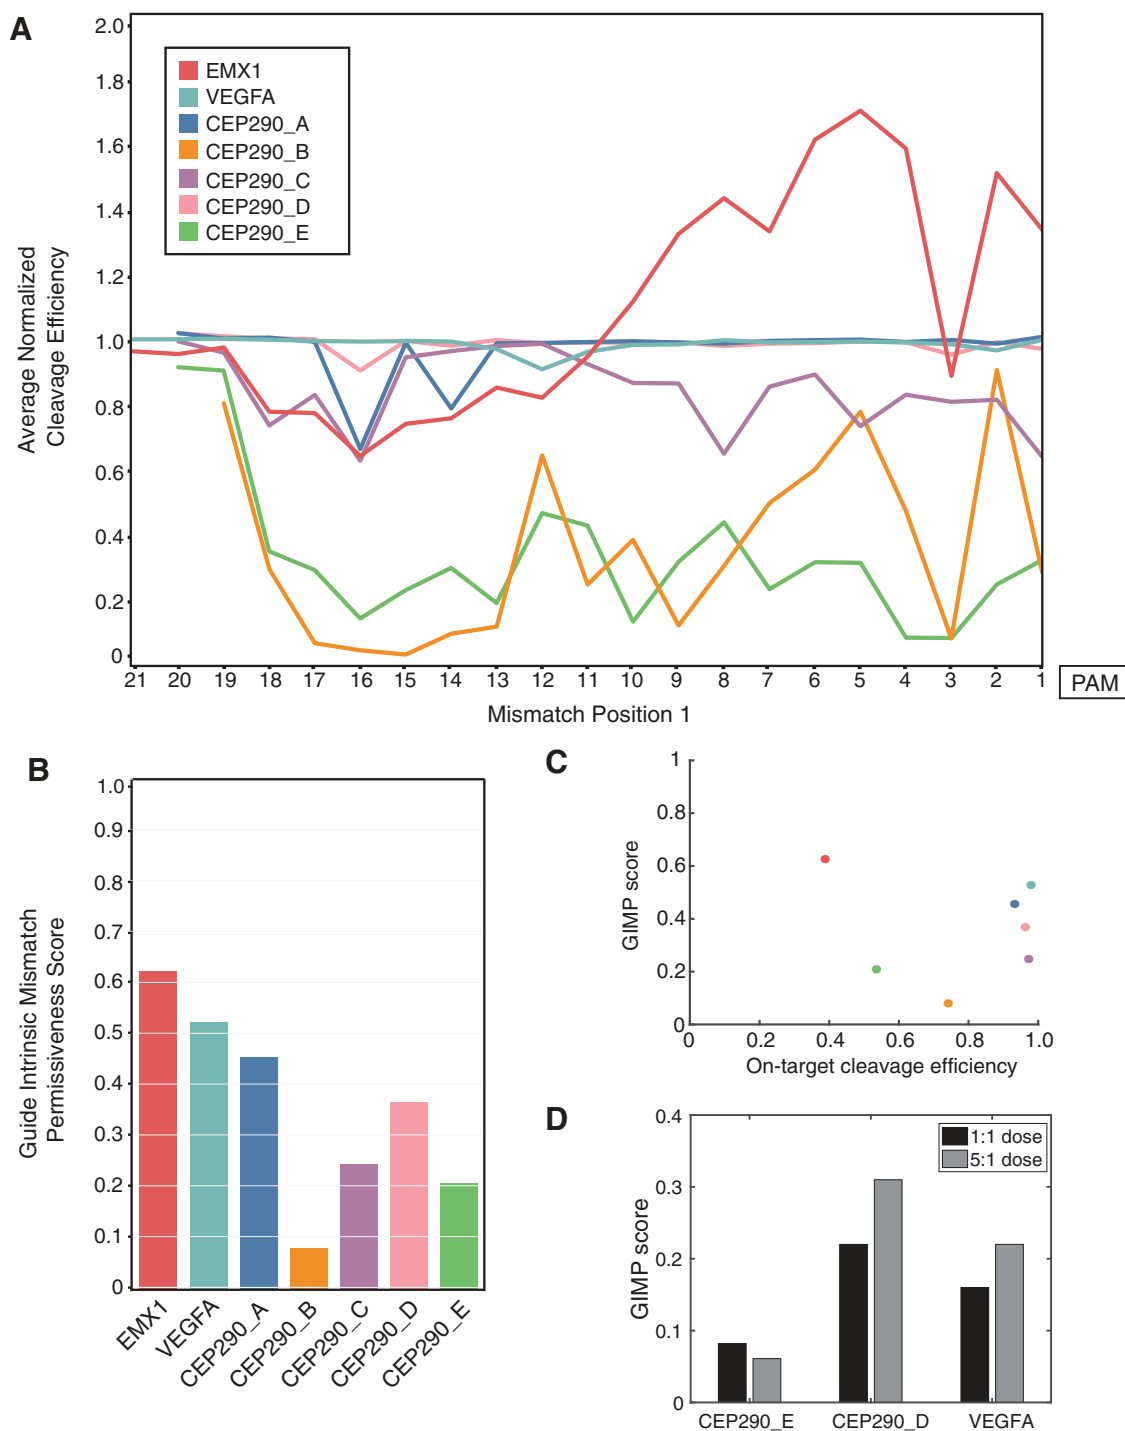 A
2.0
1.8
1.6
1.4
1.2
1.0
0.8
0.6
0.4
0.2
0
Average Normalized
Cleavage Efficiency
EMX1
VEGFA
CEP290_A
CEP290_B
CEP290_C
CEP290_D
CEP290_E
21 20 19 18 17 16 15 14 13 12 11 10 9 8 7 6 5 4 3 2 1
PAM
Mismatch Position 1
B
1.0
0.9
0.8
0.7
0.6
0.5
0.4
0.3
0.2
0.1
0
Guide Intrinsic Mismatch
Permissiveness Score
EMX1
VEGFA
CEP290_A
CEP290_B
CEP290_C
CEP290_D
CEP290_E
C
1
0.8
0.6
0.4
0.2
0
GIMP score
0 0.2 0.4 0.6 0.8 1.0
On-target cleavage efficiency
D
0.4
0.3
0.2
0.1
0
GIMP score
1:1 dose
5:1 dose
CEP290_E CEP290_D VEGFA